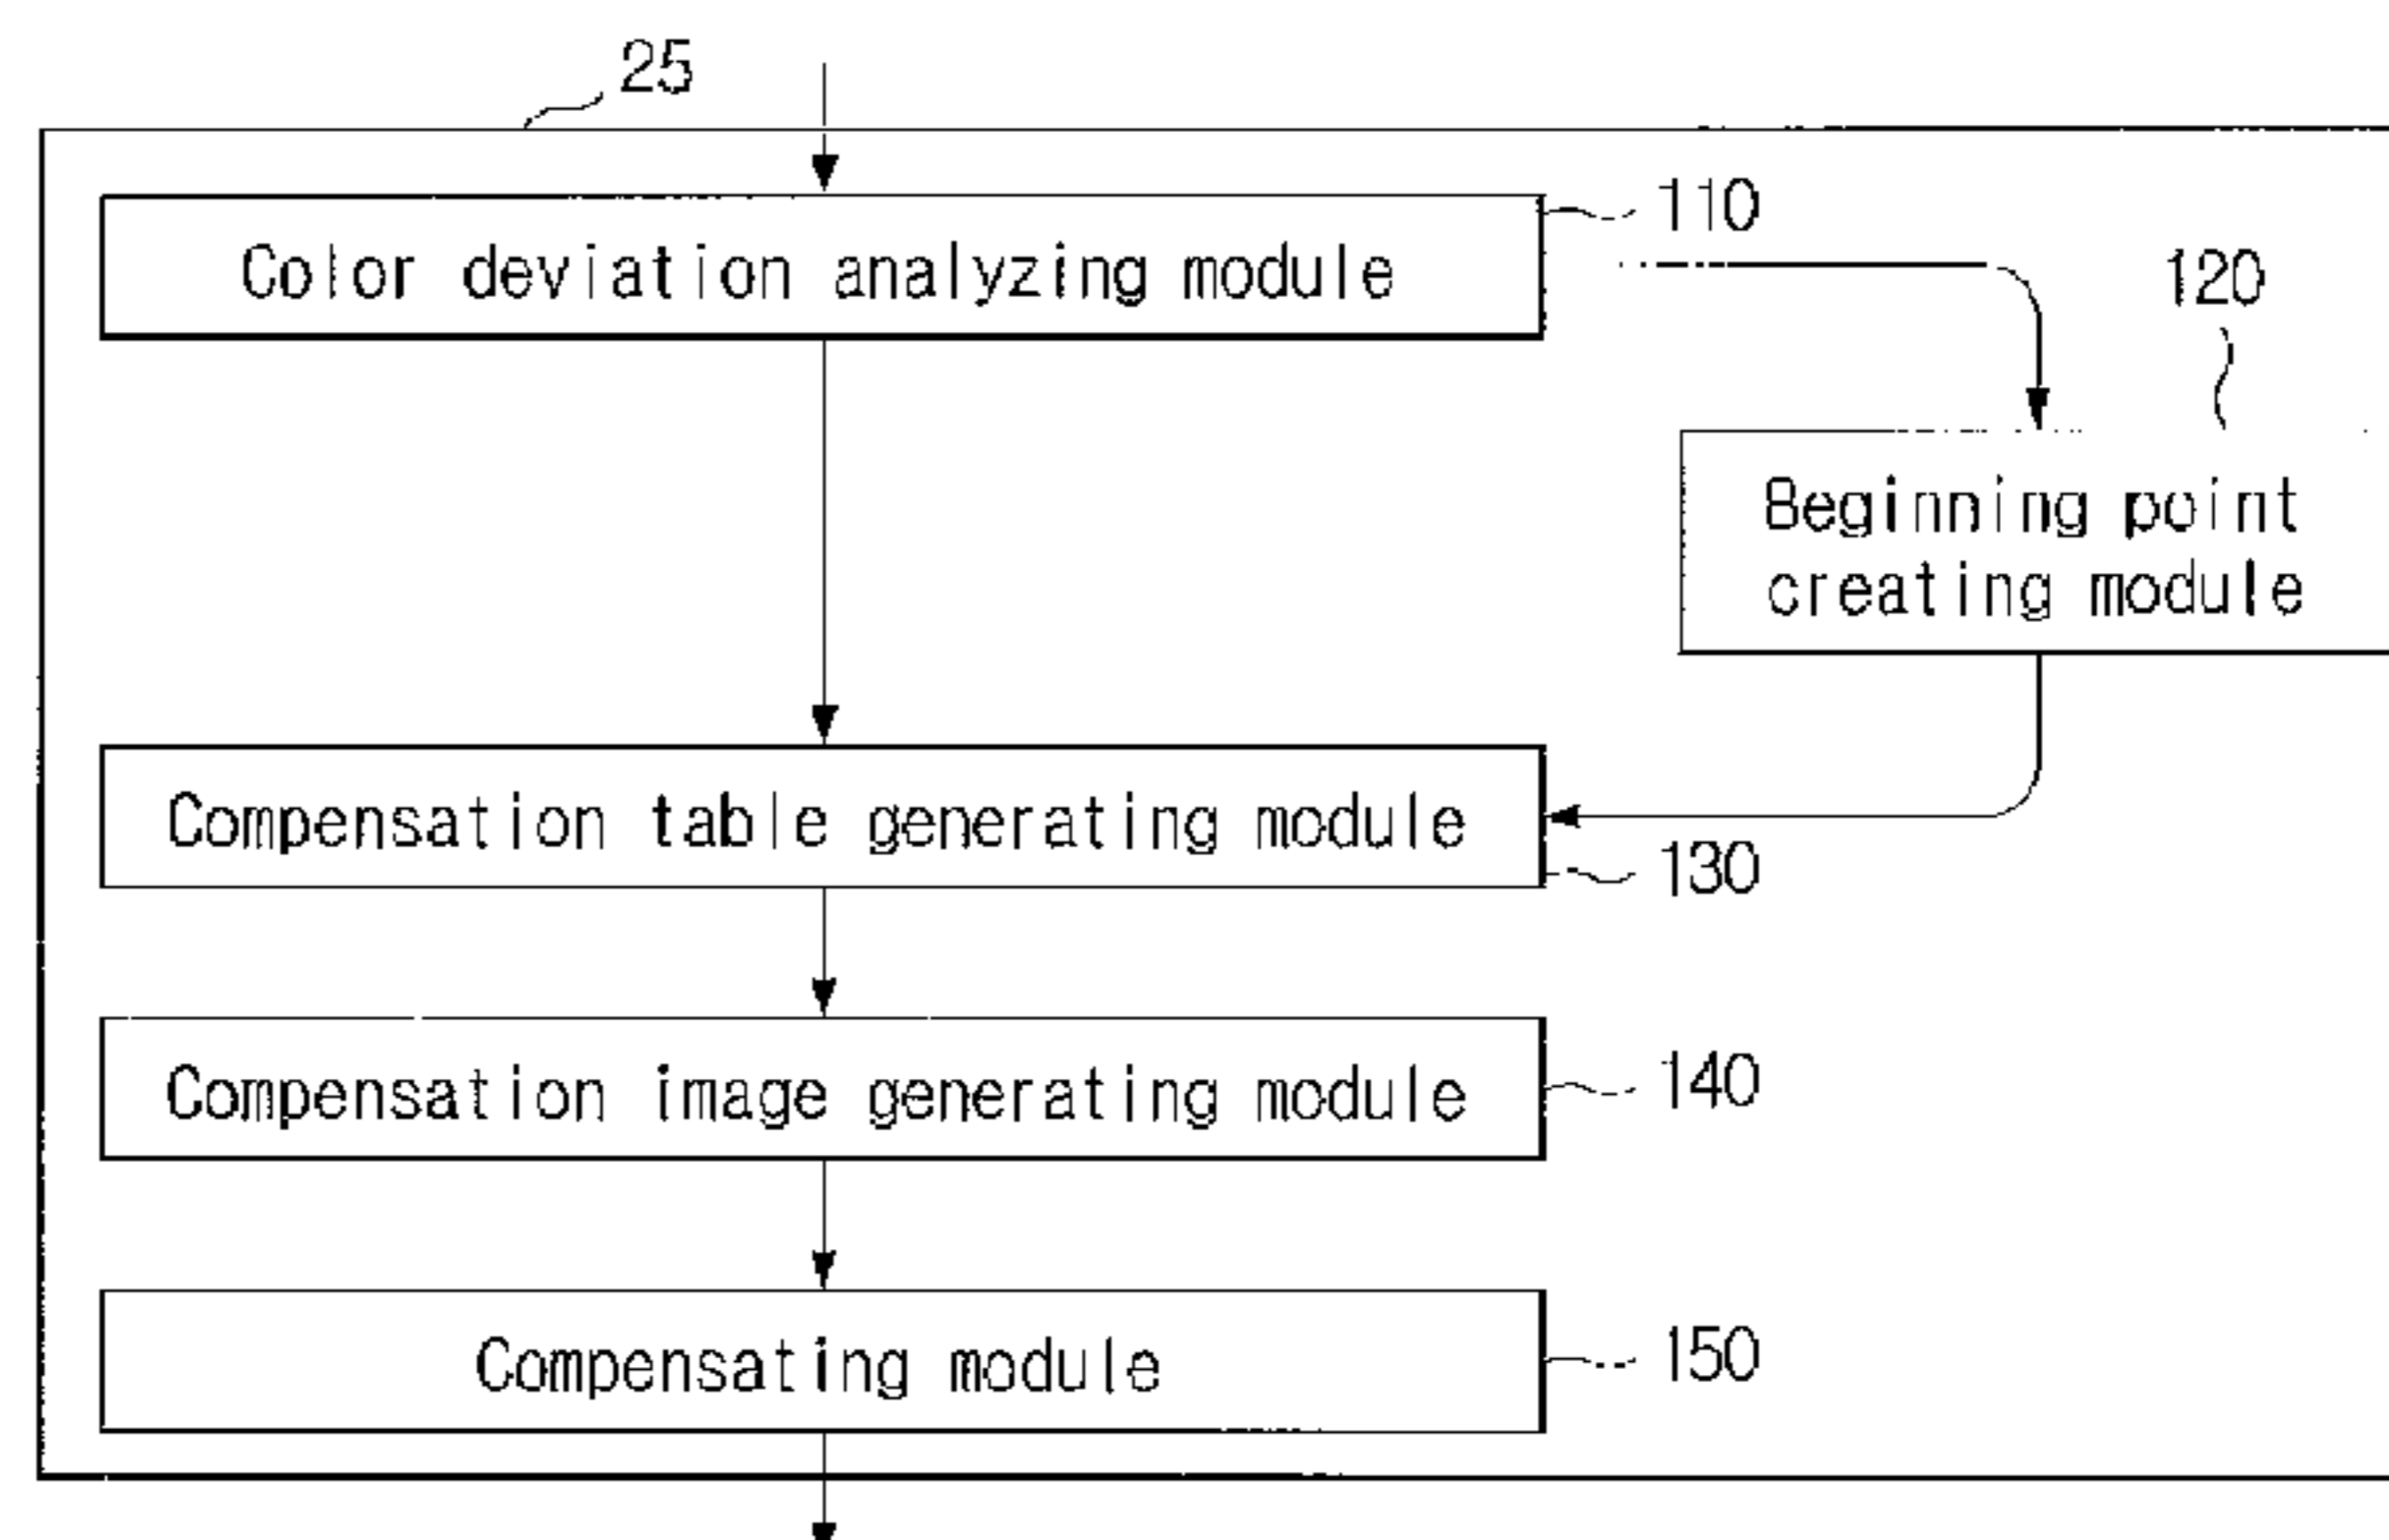 25
110
Color deviation analyzing module
120
Beginning point
creating module
Compensation table generating module
130
Compensation image generating module
140
Compensating module
150